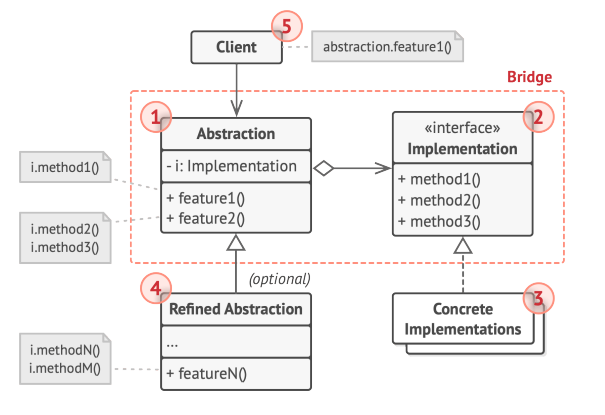 5
Client
abstraction.feature1()
Bridge
1
Abstraction
- i: Implementation
+ feature1()
+ feature2()
2
«interface»
Implementation
+ method1()
+ method2()
+ method3()
i.method1()
i.method2()
i.method3()
(optional)
4
Refined Abstraction
...
+ featureN()
3
Concrete
Implementations
i.methodN()
i.methodM()